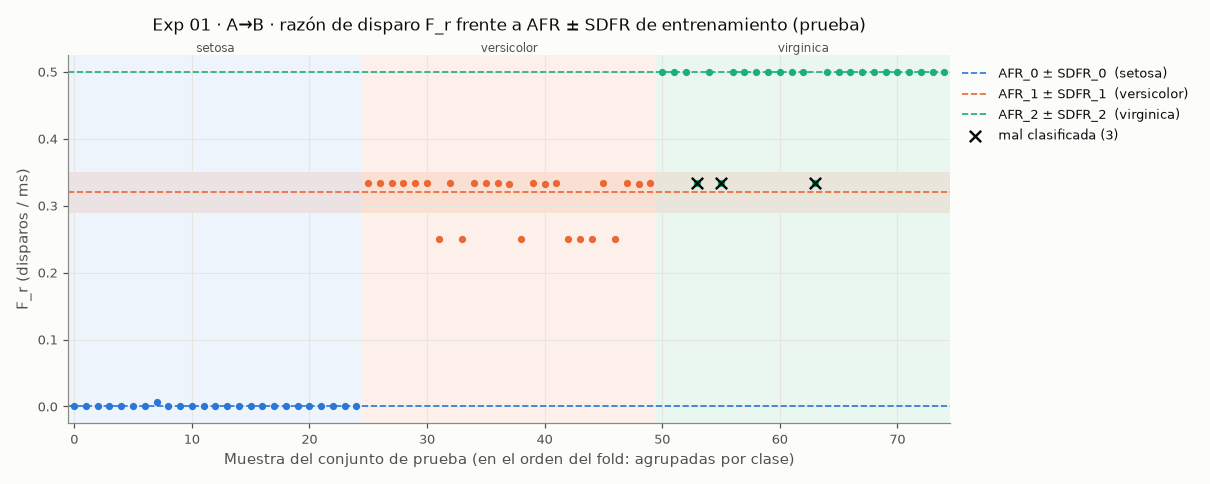 Exp 01 · A→B · razón de disparo F_r frente a AFR ± SDFR de entrenamiento (prueba)
setosa versicolor virginica
0.5
0.4
0.3
0.2
0.1
0.0
F_r (disparos / ms)
0 10 20 30 40 50 60 70
Muestra del conjunto de prueba (en el orden del fold: agrupadas por clase)
AFR_0 ± SDFR_0 (setosa)
AFR_1 ± SDFR_1 (versicolor)
AFR_2 ± SDFR_2 (virginica)
mal clasificada (3)